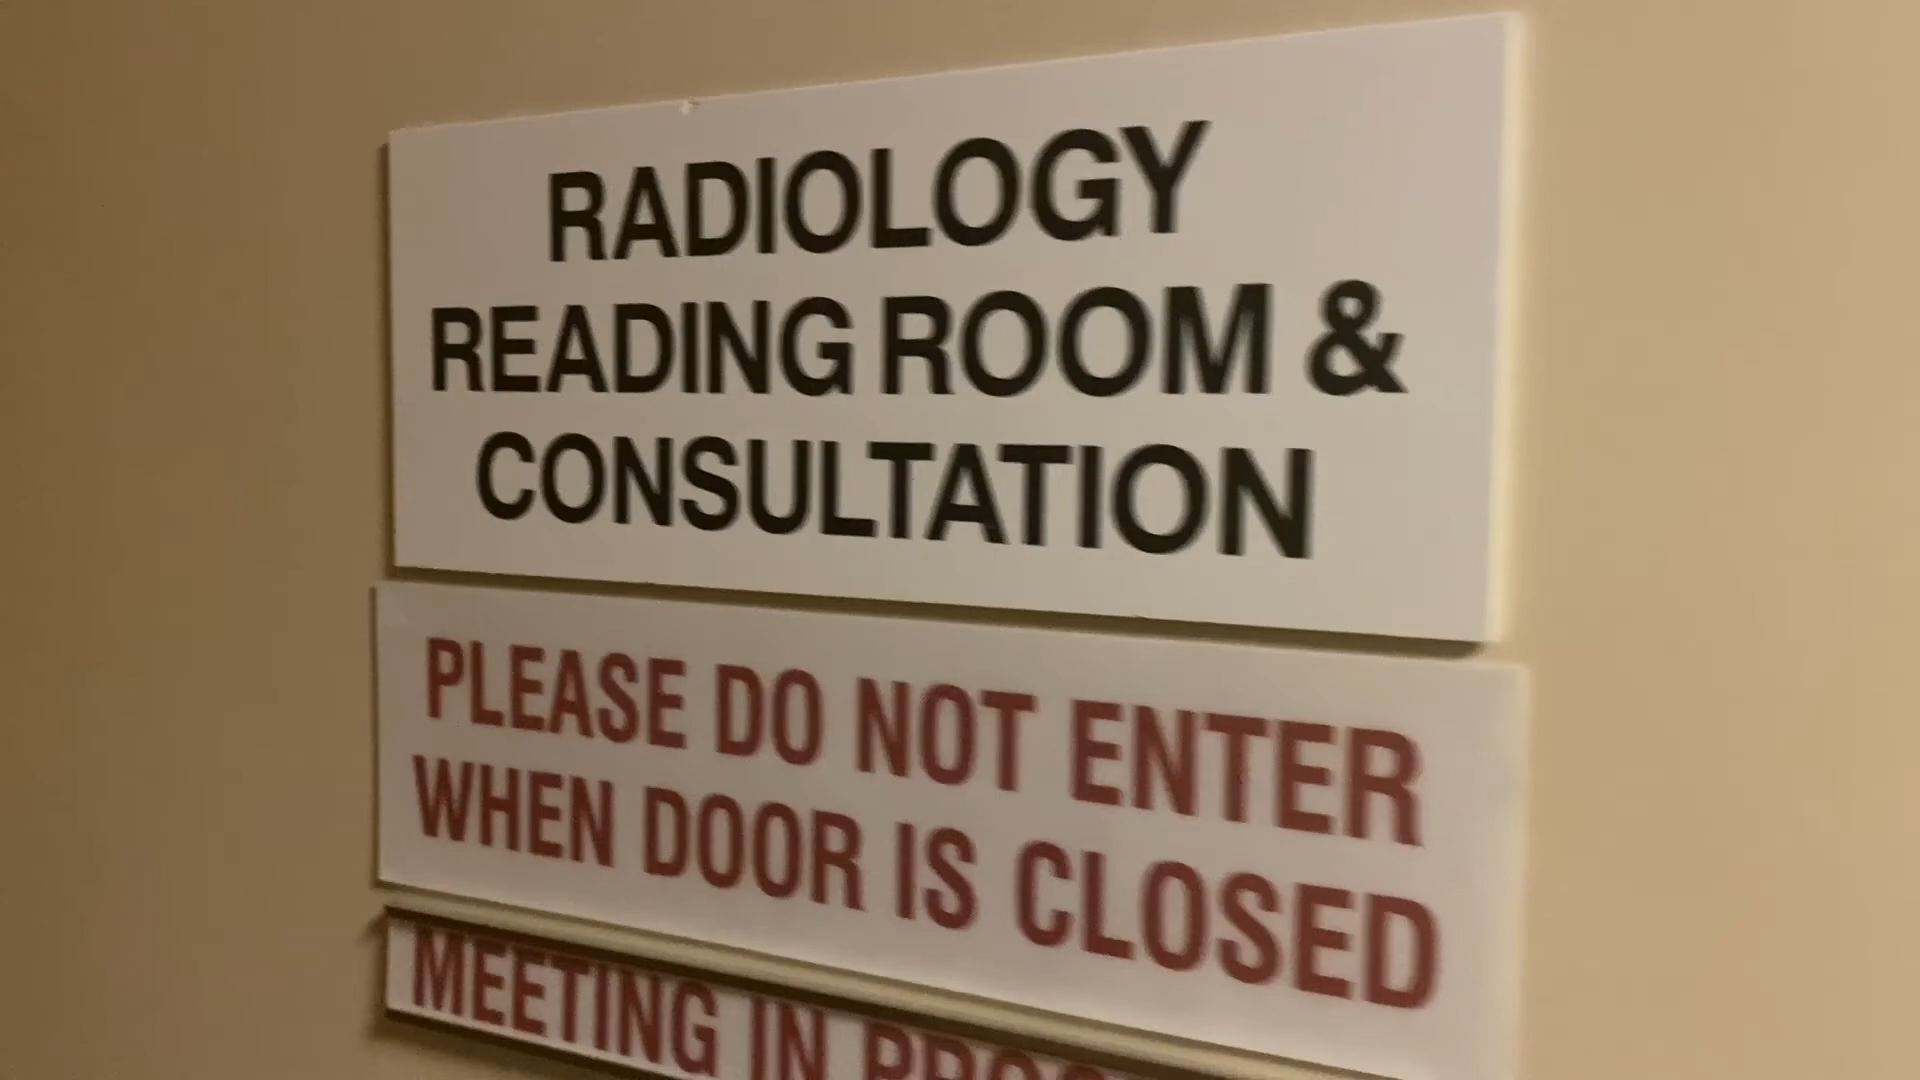 RADIOLOGY
READING ROOM &
CONSULTATION
PLEASE DO NOT ENTER
WHEN DOOR IS CLOSED
MEETING IN